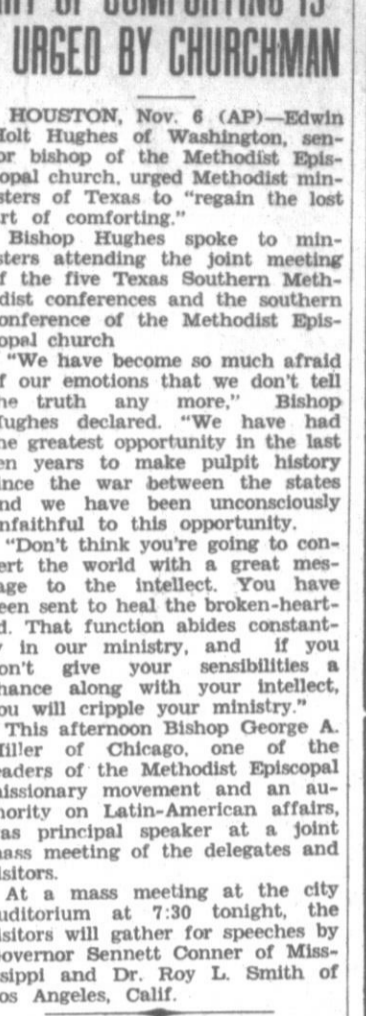 ART OF COMFORTING IS
URGED BY CHURCHMAN
HOUSTON, Nov. 6 (AP)—Edwin
Holt Hughes of Washington, sen-
or bishop of the Methodist Epis-
opal church, urged Methodist min-
sters of Texas to “regain the lost
rt of comforting.”
Bishop Hughes spoke to min-
sters attending the joint meeting
f the five Texas Southern Meth-
dist conferences and the southern
onference of the Methodist Epis-
opal church
“We have become so much afraid
f our emotions that we don't tell
he truth any more,” Bishop
Hughes declared. “We have had
he greatest opportunity in the last
en years to make pulpit history
ince the war between the states
nd we have been unconsciously
nfaithful to this opportunity.
“Don't think you're going to con-
ert the world with a great mes-
age to the intellect. You have
een sent to heal the broken-heart-
d. That function abides constant-
y in our ministry, and if you
on't give your sensibilities a
hance along with your intellect,
ou will cripple your ministry.”
This afternoon Bishop George A.
Miller of Chicago, one of the
eaders of the Methodist Episcopal
missionary movement and an au-
hority on Latin-American affairs,
was principal speaker at a joint
mass meeting of the delegates and
isitors.
At a mass meeting at the city
uditorium at 7:30 tonight, the
isitors will gather for speeches by
Governor Sennett Conner of Miss-
ssippi and Dr. Roy L. Smith of
Los Angeles, Calif.